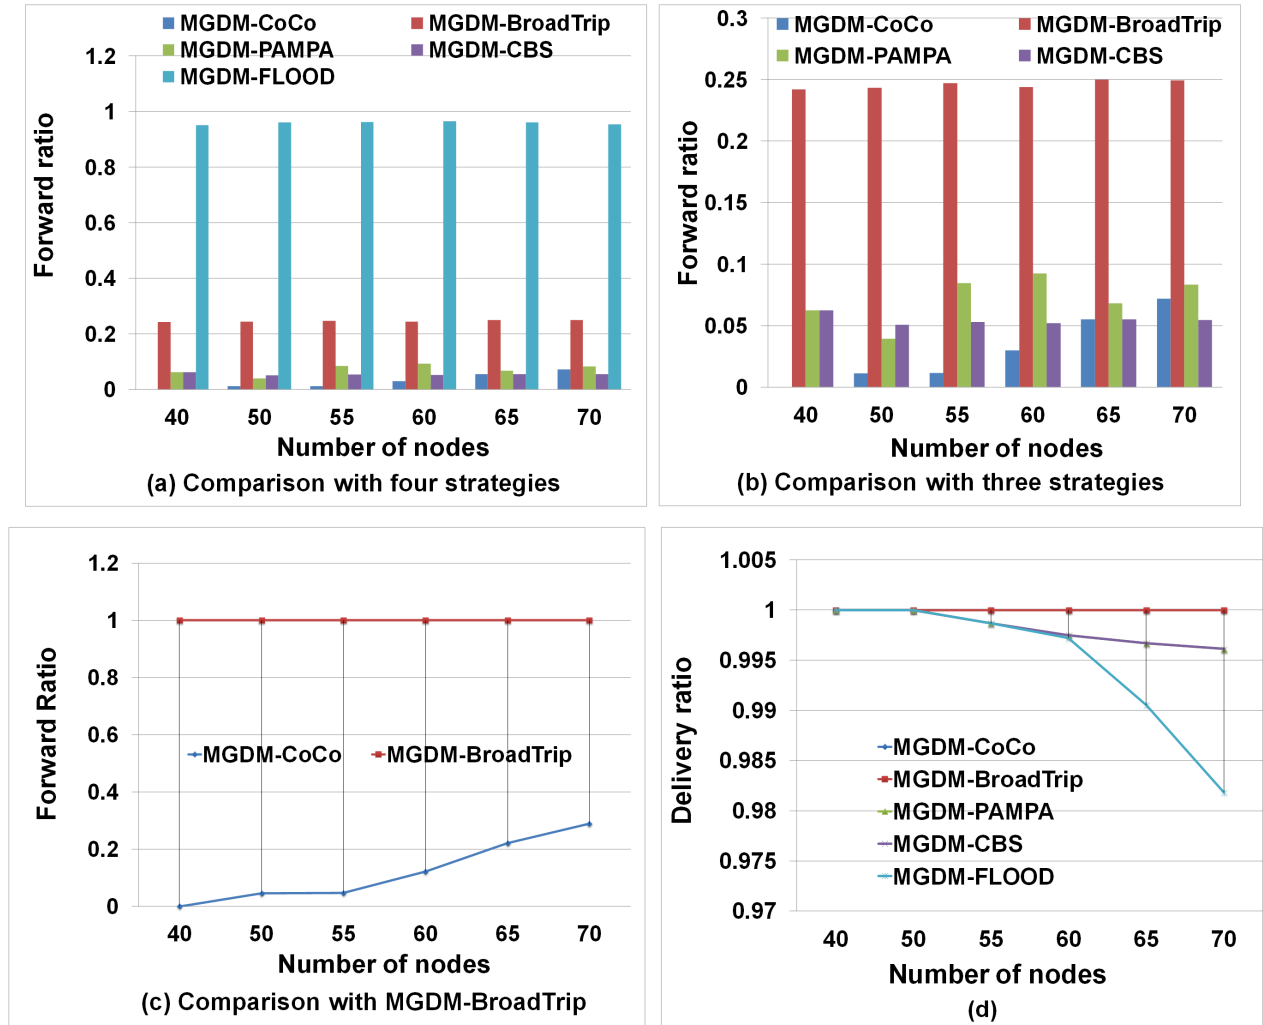 MGDM-CoCo MGDM-BroadTrip
MGDM-PAMPA MGDM-CBS
MGDM-FLOOD
1.2
1
0.8
0.6
0.4
0.2
0
Forward ratio
40 50 55 60 65 70
Number of nodes
(a) Comparison with four strategies
MGDM-CoCo MGDM-BroadTrip
MGDM-PAMPA MGDM-CBS
0.3
0.25
0.2
0.15
0.1
0.05
0
Forward ratio
40 50 55 60 65 70
Number of nodes
(b) Comparison with three strategies
1.2
1
0.8
0.6
0.4
0.2
0
Forward Ratio
MGDM-CoCo MGDM-BroadTrip
40 50 55 60 65 70
Number of nodes
(c) Comparison with MGDM-BroadTrip
1.005
1
0.995
0.99
0.985
0.98
0.975
0.97
Delivery ratio
MGDM-CoCo
MGDM-BroadTrip
MGDM-PAMPA
MGDM-CBS
MGDM-FLOOD
40 50 55 60 65 70
Number of nodes
(d)